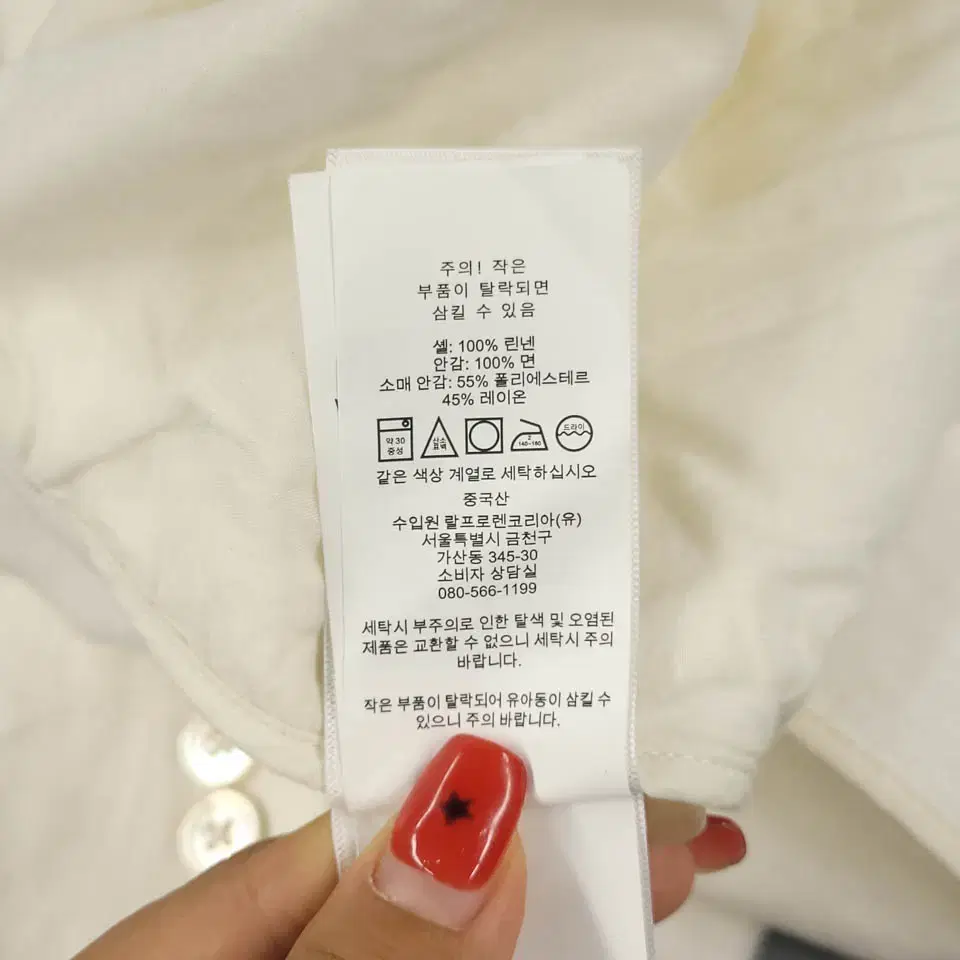 주의! 작은
부품이 탈락되면
삼킬 수 있음
셸: 100% 린넨
안감: 100% 면
소매 안감: 55% 폴리에스테르
45% 레이온
약 30
중성
산소
표백
2
140-160
드라이
같은 색상 계열로 세탁하십시오
중국산
수입원 랄프로렌코리아(유)
서울특별시 금천구
가산동 345-30
소비자 상담실
080-566-1199
세탁시 부주의로 인한 탈색 및 오염된
제품은 교환할 수 없으니 세탁시 주의
바랍니다.
작은 부품이 탈락되어 유아동이 삼킬 수
있으니 주의 바랍니다.